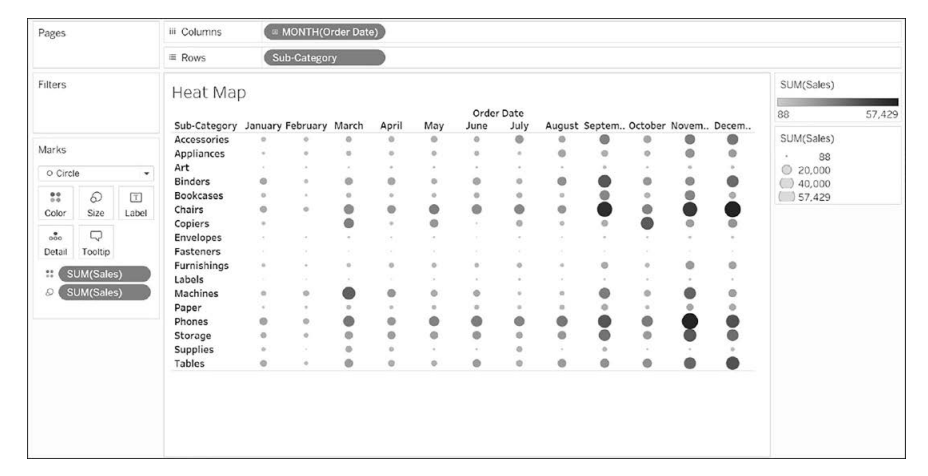 Pages
Columns
MONTH(Order Date)
Rows
Sub-Category
Filters
Marks
Circle
Color Size Label
Detail Tooltip
SUM(Sales)
SUM(Sales)
Heat Map
Order Date
Sub-Category January February March April May June July August Septem.. October Novem.. Decem..
Accessories
Appliances
Art
Binders
Bookcases
Chairs
Copiers
Envelopes
Fasteners
Furnishings
Labels
Machines
Paper
Phones
Storage
Supplies
Tables
SUM(Sales)
88 57,429
SUM(Sales)
88
20,000
40,000
57,429